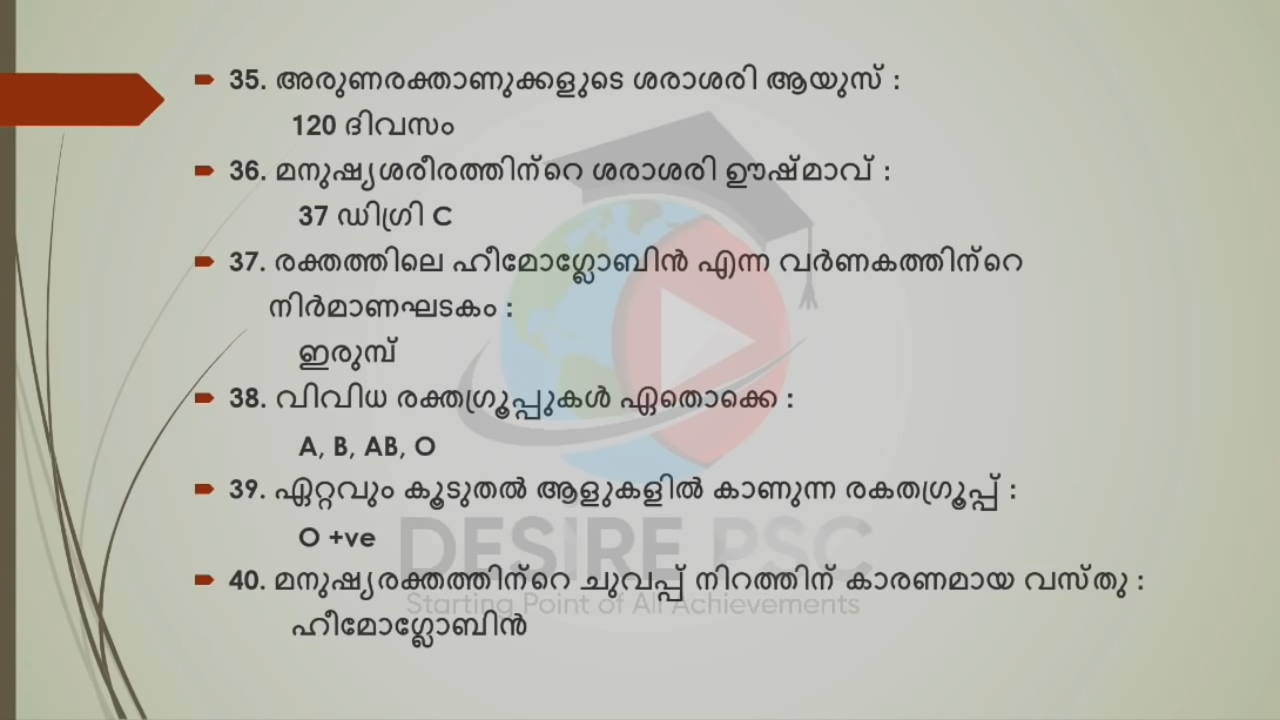 35. അരുണരക്താണുക്കളുടെ ശരാശരി ആയുസ് :
120 ദിവസം
36. മനുഷ്യശരീരത്തിന്റെ ശരാശരി ഊഷ്മാവ് :
37 ഡിഗ്രി C
37. രക്തത്തിലെ ഹീമോഗ്ലോബിൻ എന്ന വർണകത്തിന്റെ
നിർമാണഘടകം :
ഇരുമ്പ്
38. വിവിധ രക്തഗ്രൂപ്പുകൾ ഏതൊക്കെ :
A, B, AB, O
39. ഏറ്റവും കൂടുതൽ ആളുകളിൽ കാണുന്ന രകതഗ്രൂപ്പ് :
O +ve
DESIRE PSC
40. മനുഷ്യരക്തത്തിന്റെ ചുവപ്പ് നിറത്തിന് കാരണമായ വസ്തു :
Starting Point of All Achievements
ഹീമോഗ്ലോബിൻ